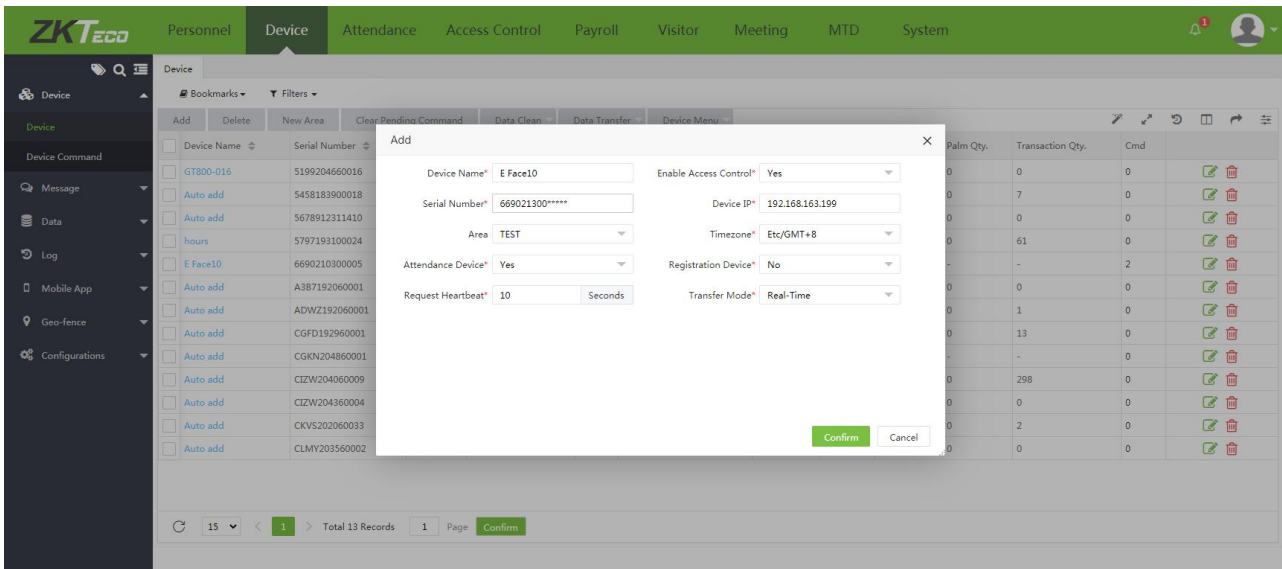 ZKTeco Personnel Device Attendance Access Control Payroll Visitor Meeting MTD System 1
Device
Bookmarks Filters
Device
Add Delete New Area Clear Pending Command Data Clean Data Transfer Device Menu
Device
Device Command
Message
Data
Log
Mobile App
Geo-fence
Configurations
Device Name Serial Number Palm Qty. Transaction Qty. Cmd
GT800-016 5199204660016 0 0 0
Auto add 5458183900018 0 7 0
Auto add 5678912311410 0 0 0
hours 5797193100024 0 61 0
E Face10 6690210300005 - - 2
Auto add A3B7192060001 0 0 0
Auto add ADWZ192060001 0 1 0
Auto add CGFD192960001 0 13 0
Auto add CGKN204860001 - - 0
Auto add CIZW204060009 0 298 0
Auto add CIZW204360004 0 0 0
Auto add CKVS202060033 0 2 0
Auto add CLMY203560002 0 0 0
Add
Device Name* E Face10 Enable Access Control* Yes
Serial Number* 669021300***** Device IP* 192.168.163.199
Area TEST Timezone* Etc/GMT+8
Attendance Device* Yes Registration Device* No
Request Heartbeat* 10 Seconds Transfer Mode* Real-Time
Confirm Cancel
15 < 1 > Total 13 Records 1 Page Confirm